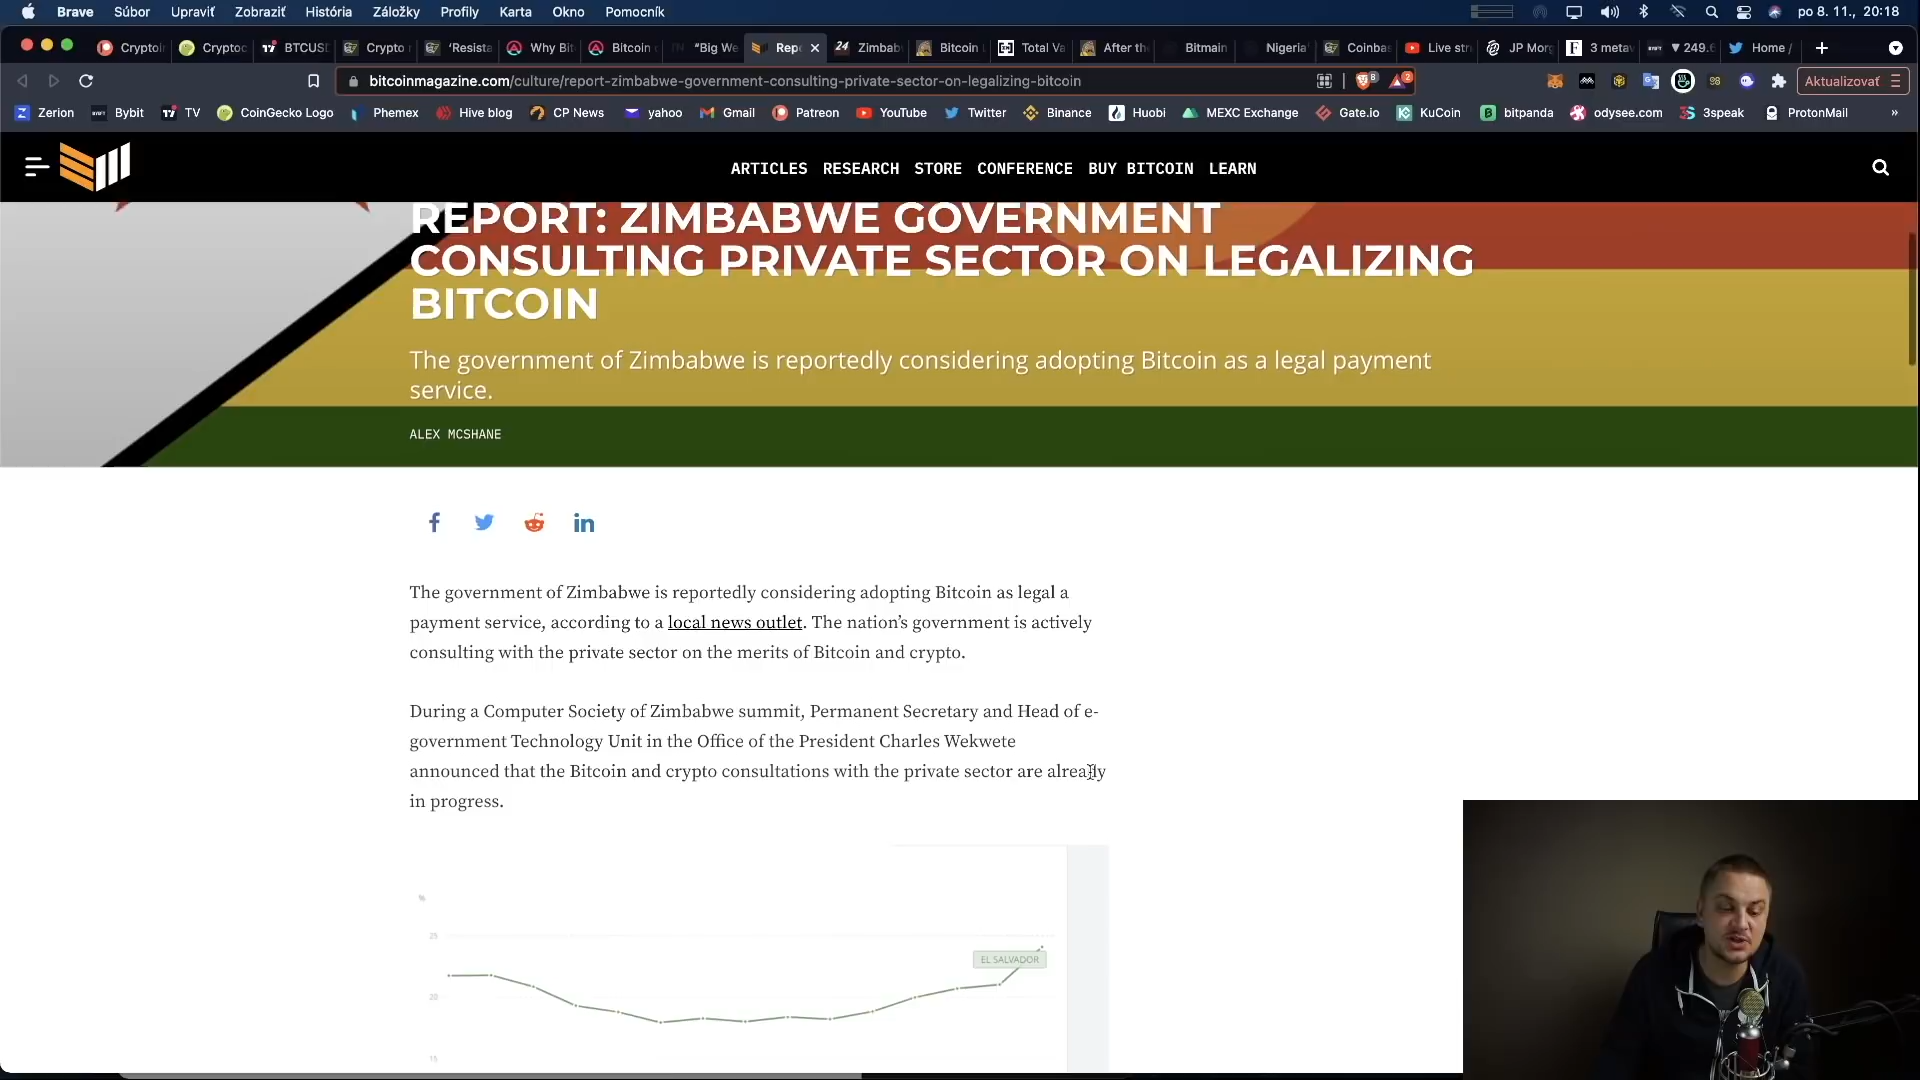 Brave Súbor Upraviť Zobraziť História Záložky Profily Karta Okno Pomocník po 8. 11., 20:18
Cryptoi Cryptoc BTCUSD Crypto 'Resista Why Bit Bitcoin "Big We Rep Zimbab Bitcoin Total Va After the Bitmain Nigeria' Coinba Live str JP Mor 3 metav ▼ 249.6 Home /
bitcoinmagazine.com/culture/report-zimbabwe-government-consulting-private-sector-on-legalizing-bitcoin 8 2 Aktualizovať
Zerion Bybit TV CoinGecko Logo Phemex Hive blog CP News yahoo Gmail Patreon YouTube Twitter Binance Huobi MEXC Exchange Gate.io KuCoin bitpanda odysee.com 3speak ProtonMail »
ARTICLES RESEARCH STORE CONFERENCE BUY BITCOIN LEARN
REPORT: ZIMBABWE GOVERNMENT
CONSULTING PRIVATE SECTOR ON LEGALIZING
BITCOIN
The government of Zimbabwe is reportedly considering adopting Bitcoin as a legal payment
service.
ALEX MCSHANE
The government of Zimbabwe is reportedly considering adopting Bitcoin as legal a
payment service, according to a local news outlet. The nation's government is actively
consulting with the private sector on the merits of Bitcoin and crypto.
During a Computer Society of Zimbabwe summit, Permanent Secretary and Head of e-
government Technology Unit in the Office of the President Charles Wekwete
announced that the Bitcoin and crypto consultations with the private sector are already
in progress.
%
25
EL SALVADOR
20
15